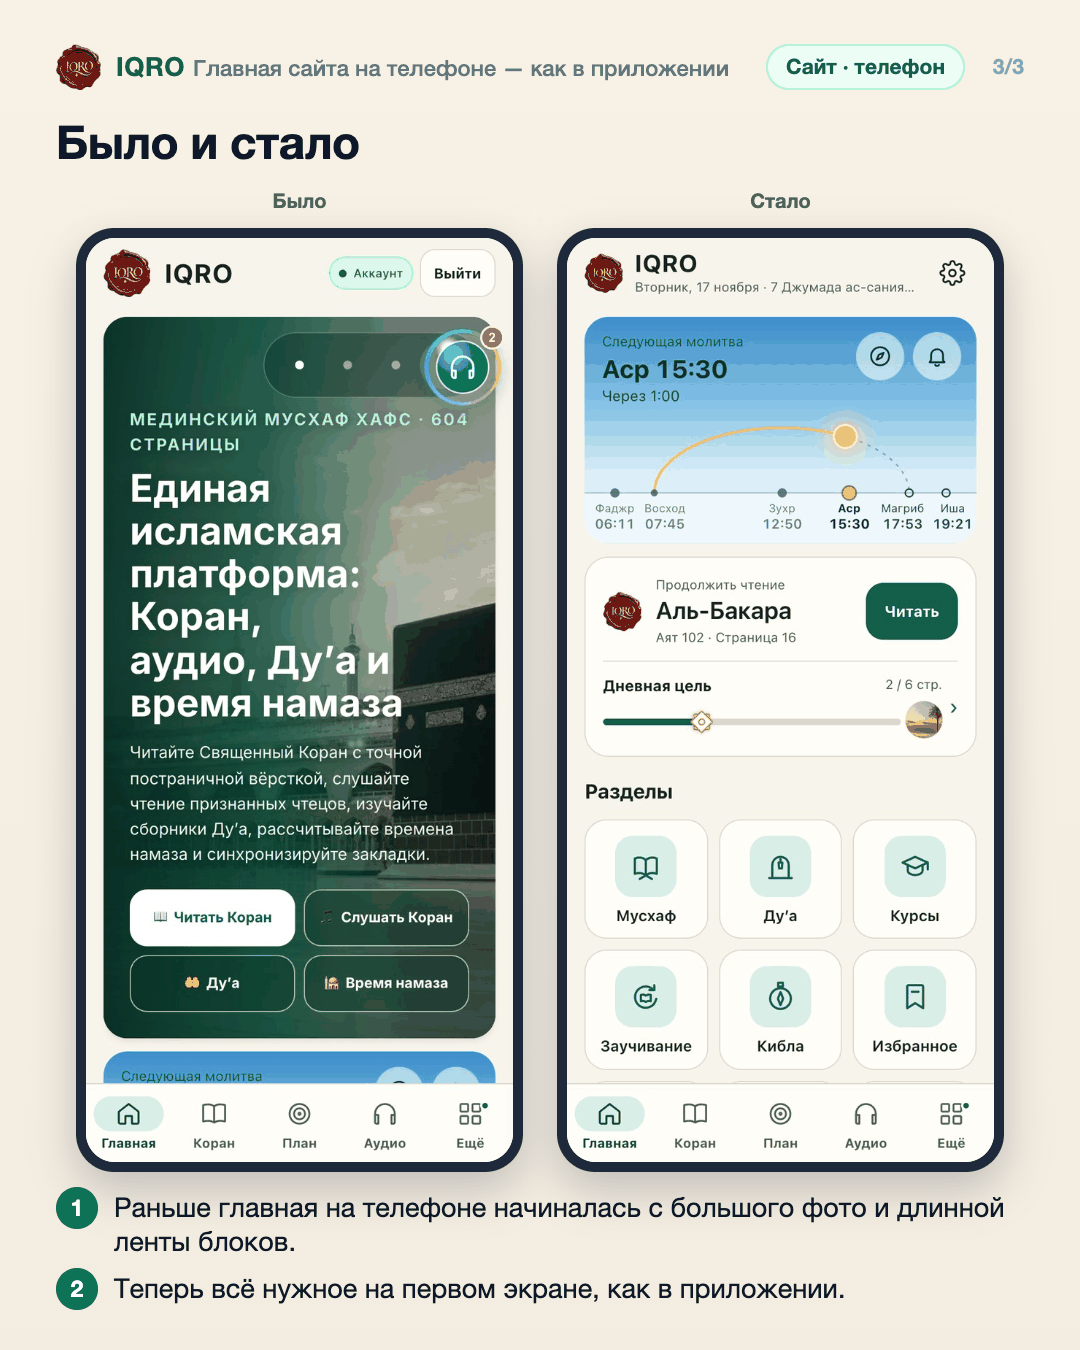 IQRO Главная сайта на телефоне — как в приложении
Сайт · телефон
3/3
Было и стало
Было
Стало
IQRO
IQRO
Аккаунт
Выйти
2
МЕДИНСКИЙ МУСХАФ ХАФС · 604
СТРАНИЦЫ
Единая
исламская
платформа:
Коран,
аудио, Ду’а и
время намаза
Читайте Священный Коран с точной
постраничной вёрсткой, слушайте
чтение признанных чтецов, изучайте
сборники Ду’а, рассчитывайте времена
намаза и синхронизируйте закладки.
Читать Коран
Слушать Коран
Ду’а
Время намаза
Следующая молитва
Главная
Коран
План
Аудио
Ещё
IQRO
IQRO
Вторник, 17 ноября · 7 Джумада ас-сания...
Следующая молитва
Аср 15:30
Через 1:00
Фаджр Восход Зухр Аср Магриб Иша
06:11 07:45 12:50 15:30 17:53 19:21
Продолжить чтение
IQRO
Аль-Бакара
Аят 102 · Страница 16
Читать
Дневная цель
2 / 6 стр.
Разделы
Мусхаф
Ду’а
Курсы
Заучивание
Кибла
Избранное
Главная
Коран
План
Аудио
Ещё
1 Раньше главная на телефоне начиналась с большого фото и длинной
ленты блоков.
2 Теперь всё нужное на первом экране, как в приложении.